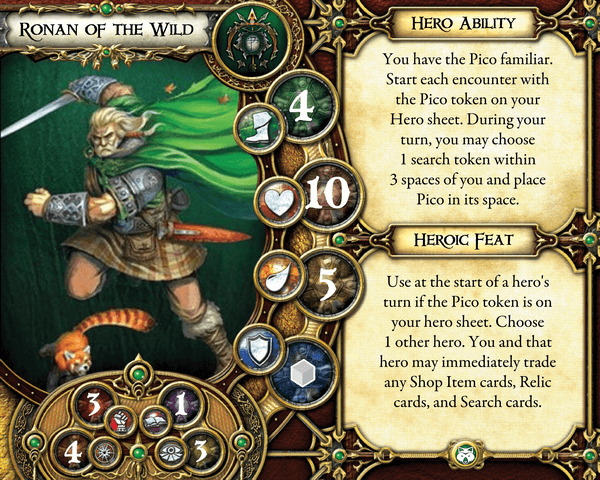 Ronan of the Wild
4
10
5
3
1
4
3
Hero Ability
You have the Pico familiar.
Start each encounter with
the Pico token on your
Hero sheet. During your
turn, you may choose
1 search token within
3 spaces of you and place
Pico in its space.
Heroic Feat
Use at the start of a hero's
turn if the Pico token is on
your hero sheet. Choose
1 other hero. You and that
hero may immediately trade
any Shop Item cards, Relic
cards, and Search cards.